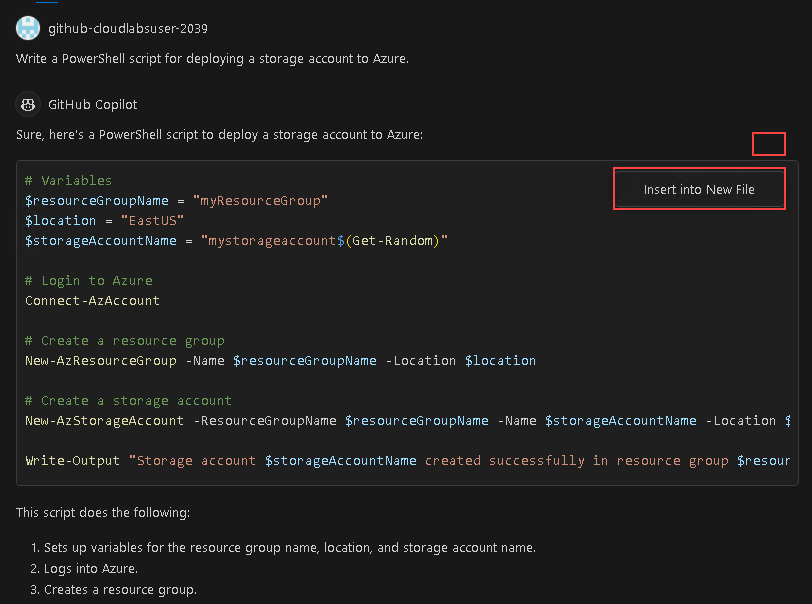 github-cloudlabsuser-2039
Write a PowerShell script for deploying a storage account to Azure.
GitHub Copilot
Sure, here's a PowerShell script to deploy a storage account to Azure:
# Variables
Insert into New File
$resourceGroupName = "myResourceGroup"
$location = "EastUS"
$storageAccountName = "mystorageaccount$(Get-Random)"
# Login to Azure
Connect-AzAccount
# Create a resource group
New-AzResourceGroup -Name $resourceGroupName -Location $location
# Create a storage account
New-AzStorageAccount -ResourceGroupName $resourceGroupName -Name $storageAccountName -Location $
Write-Output "Storage account $storageAccountName created successfully in resource group $resour
This script does the following:
1. Sets up variables for the resource group name, location, and storage account name.
2. Logs into Azure.
3. Creates a resource group.